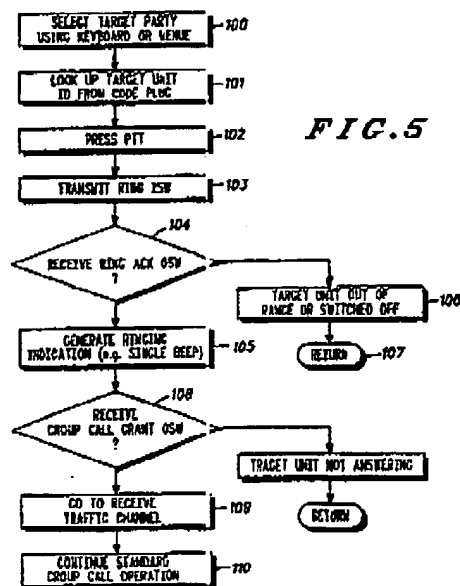 SELECT TARGET PARTY
USING KEYBOARD OR VENUE
100
LOOK UP TARGET UNIT
ID FROM CODE PLUG
101
PRESS PTT
102
FIG.5
TRANSMIT RING ISW
103
104
RECEIVE RING ACK OSW
?
TARGET UNIT OUT OF
RANGE OR SWITCHED OFF
106
GENERATE RINGING
INDICATION (e.g. SINGLE BEEP)
105
RETURN
107
108
RECEIVE
GROUP CALL GRANT OSW
?
TRAGET UNIT NOT ANSWERING
GO TO RECEIVE
TRAFFIC CHANNEL
109
RETURN
CONTINUE STANDARD
GROUP CALL OPERATION
110